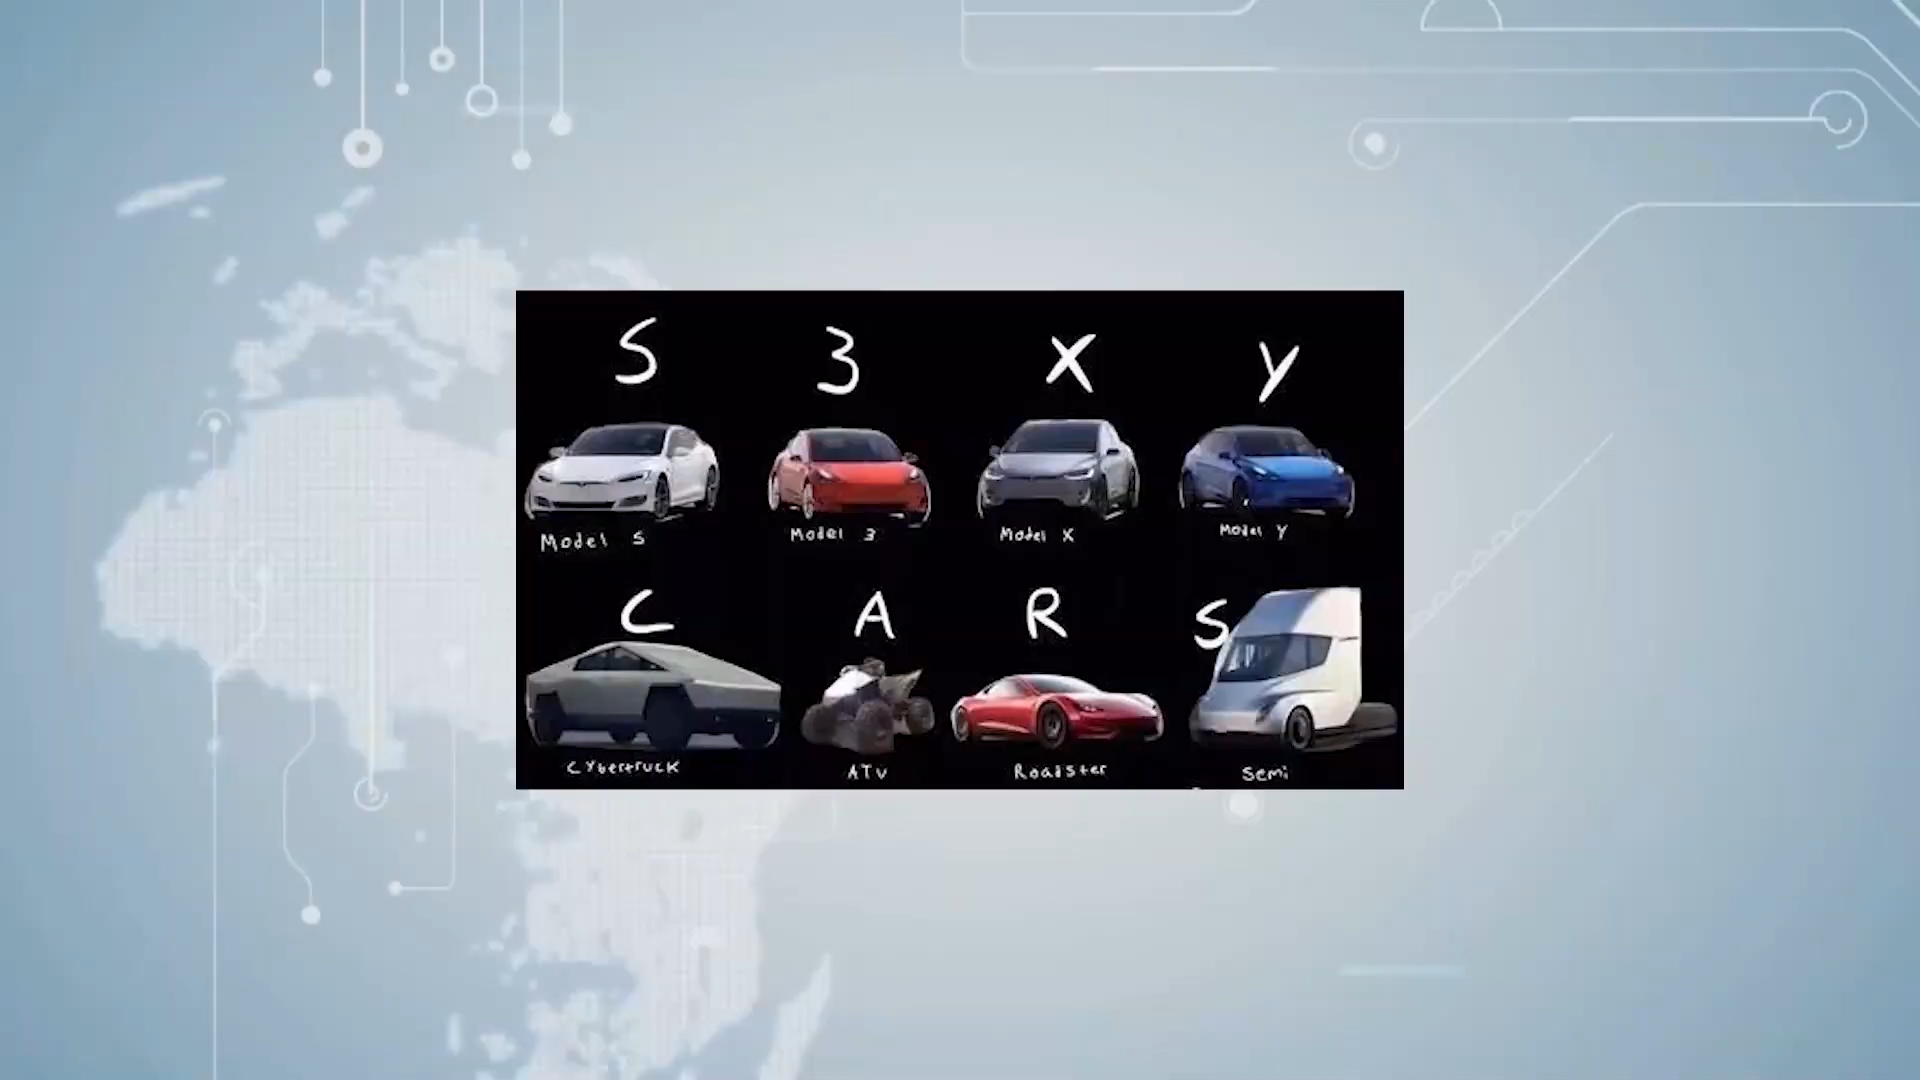 S 3 X Y
Model S Model 3 Model X Model Y
C A R S
Cybertruck ATV Roadster Semi